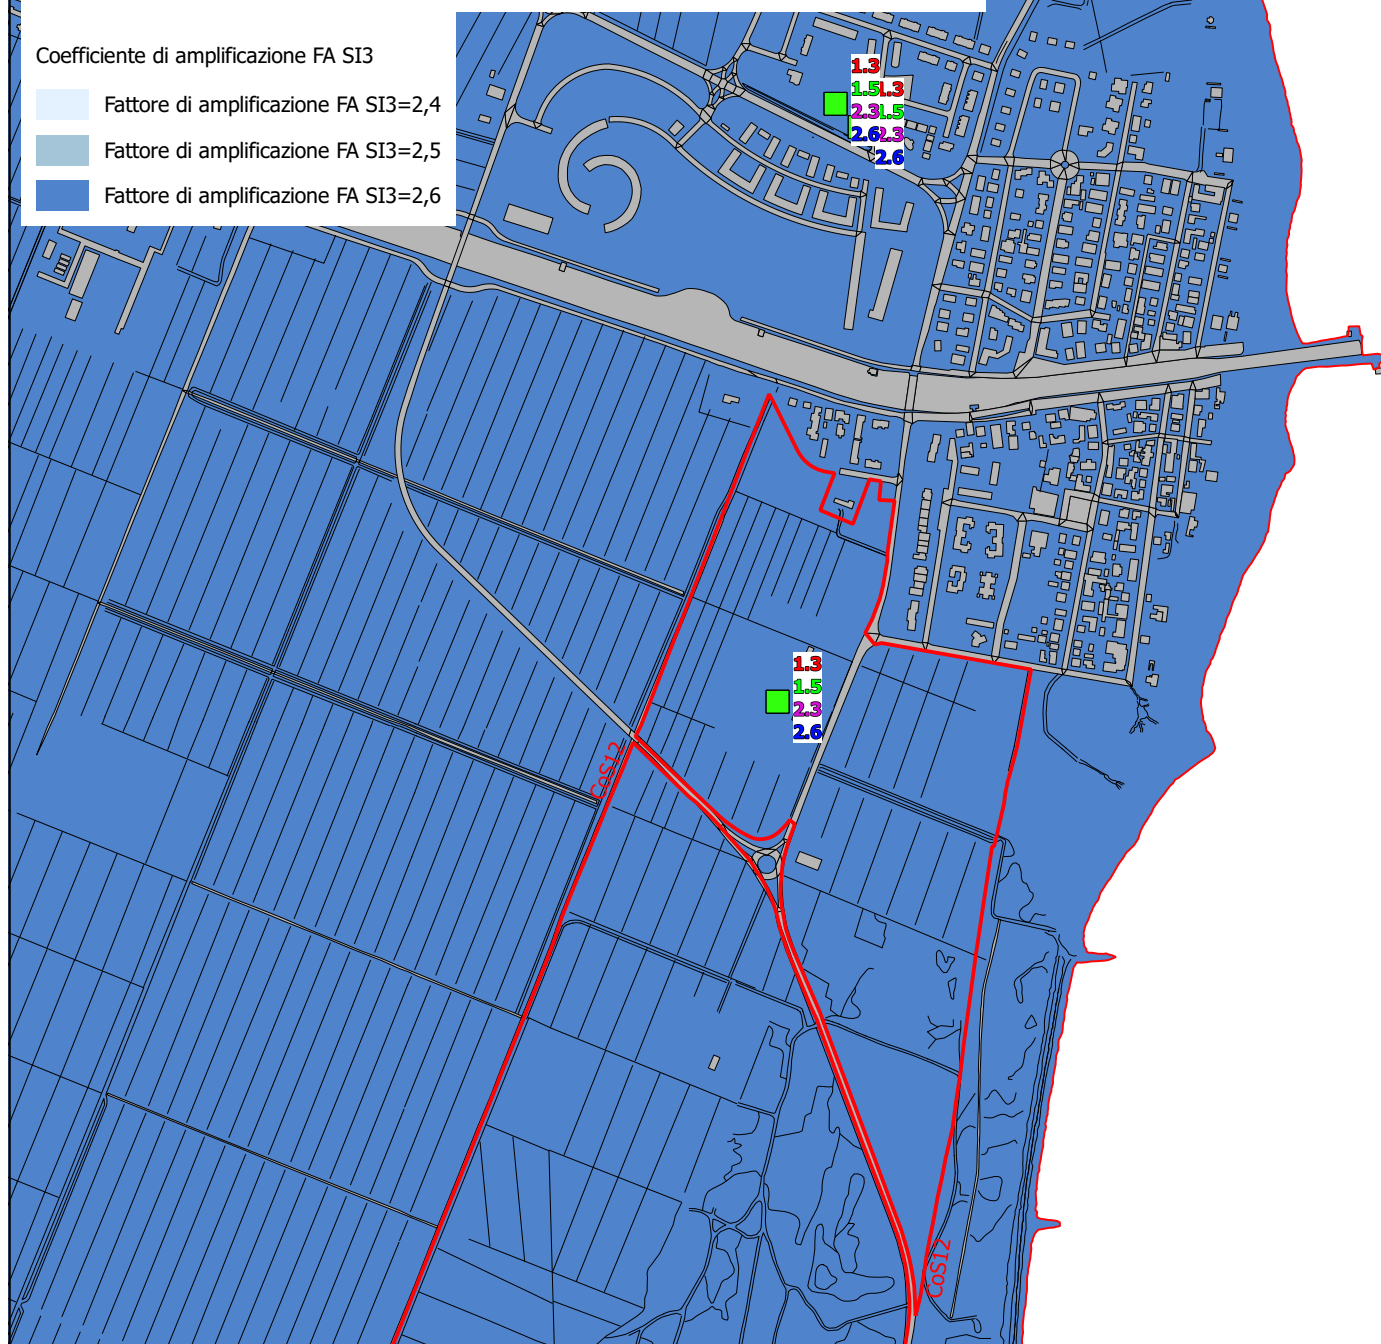 Coefficiente di amplificazione FA SI3
Fattore di amplificazione FA SI3=2,4
Fattore di amplificazione FA SI3=2,5
Fattore di amplificazione FA SI3=2,6
1.3
1.5
2.3
2.6
1.3
1.5
2.3
2.6
1.3
1.5
2.3
2.6
CoS12
CoS12